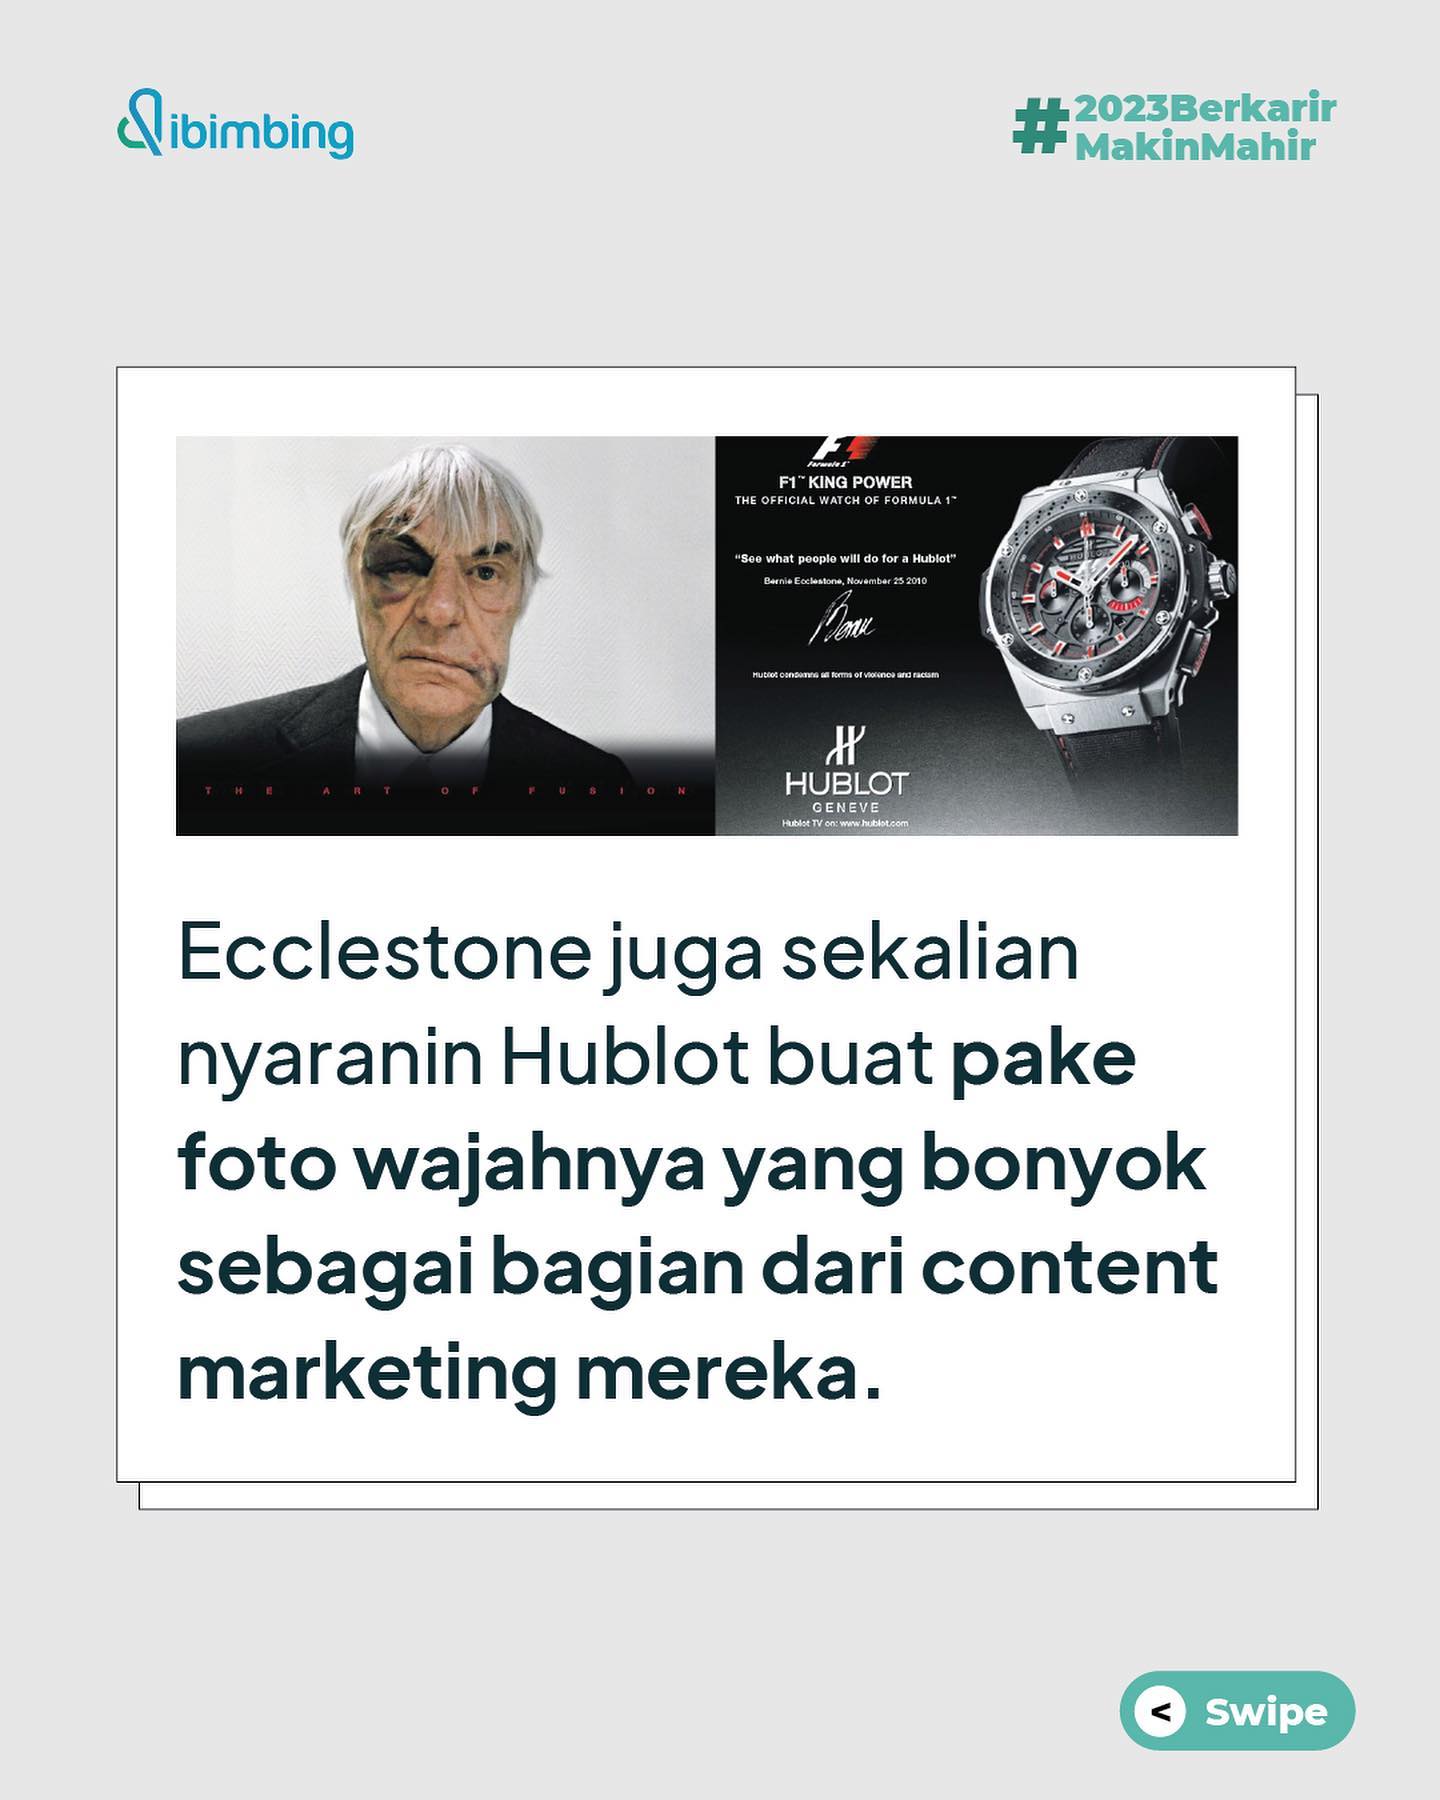 ibimbing
#2023Berkarir
MakinMahir
F1
Formula 1™
F1™ KING POWER
THE OFFICIAL WATCH OF FORMULA 1™
“See what people will do for a Hublot”
Bernie Ecclestone, November 25 2010
Bernie
Hublot condemns all forms of violence and racism
HUBLOT
THE ART OF FUSION
H
HUBLOT
GENEVE
Hublot TV on: www.hublot.com
Ecclestone juga sekalian
nyaranin Hublot buat pake
foto wajahnya yang bonyok
sebagai bagian dari content
marketing mereka.
< Swipe